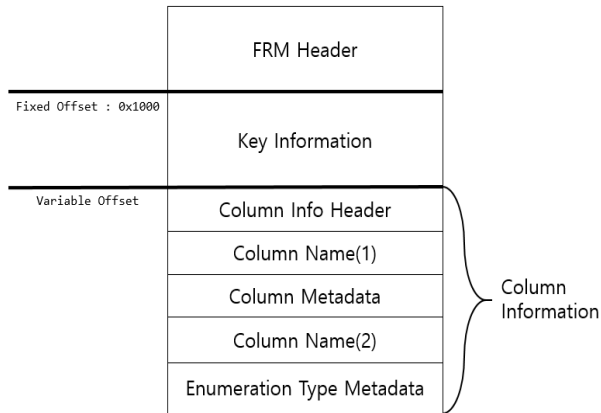 FRM Header
Fixed Offset : 0x1000
Key Information
Variable Offset
Column Info Header
Column Name(1)
Column Metadata
Column Name(2)
Enumeration Type Metadata
Column
Information